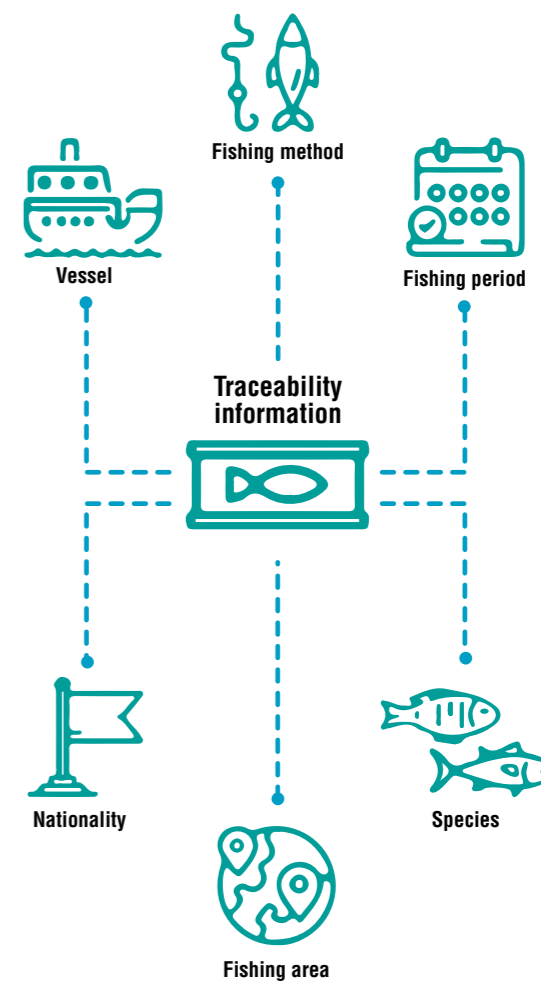 Fishing method
Vessel
Fishing period
Traceability
information
Nationality
Species
Fishing area